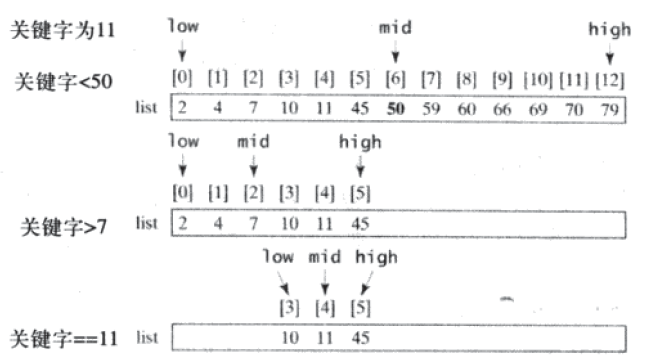 关键字为11 low mid high
关键字<50 [0] [1] [2] [3] [4] [5] [6] [7] [8] [9] [10] [11] [12]
list 2 4 7 10 11 45 50 59 60 66 69 70 79
low mid high
[0] [1] [2] [3] [4] [5]
关键字>7 list 2 4 7 10 11 45
low mid high
[3] [4] [5]
关键字==11 list 10 11 45